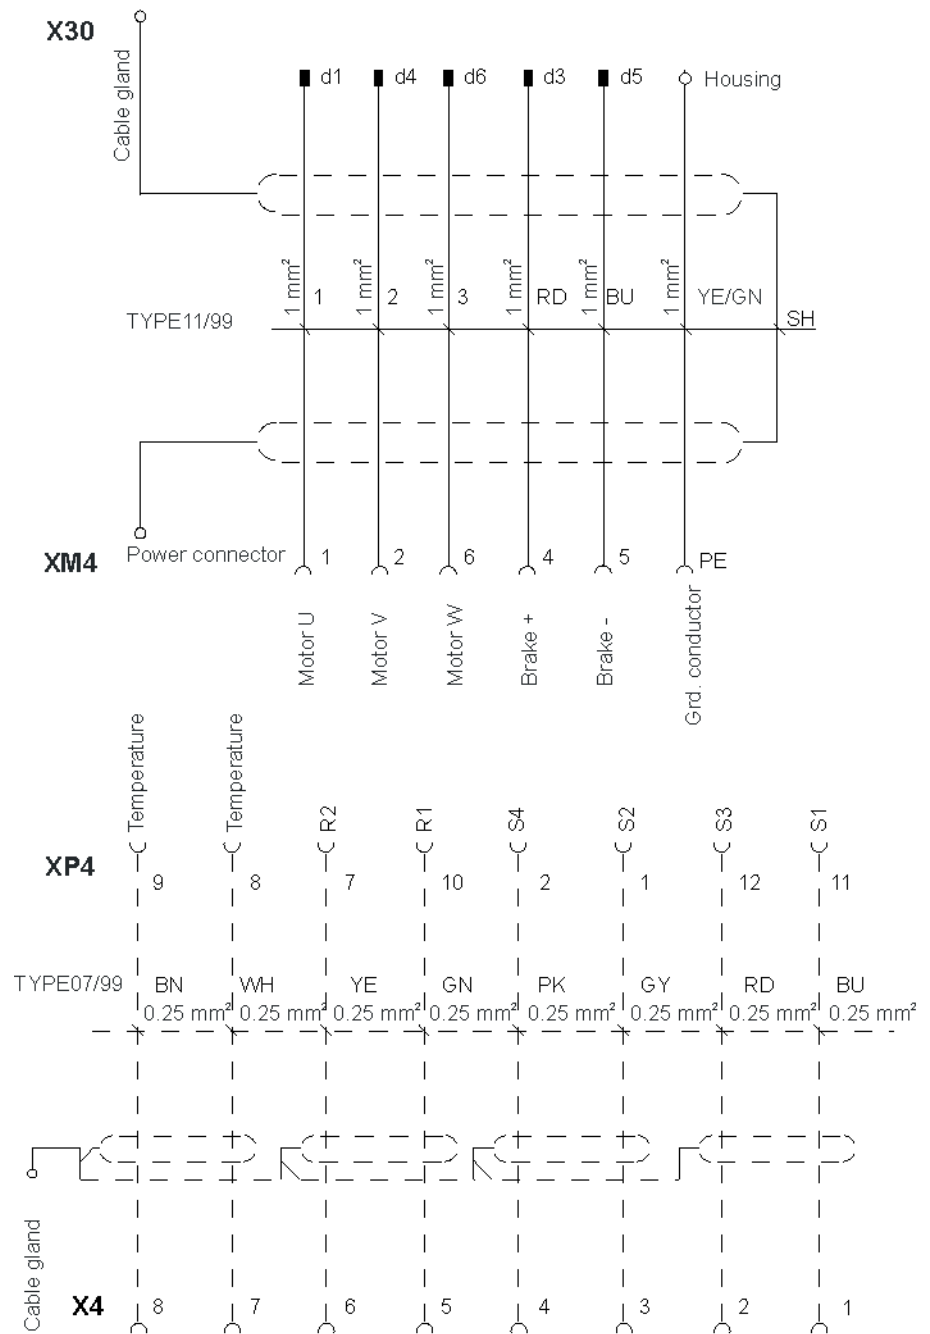 X30
Cable gland
d1 d4 d6 d3 d5 Housing
1 mm² 1 mm² 1 mm² 1 mm² 1 mm² 1 mm²
1 2 3 RD BU YE/GN
TYPE11/99 SH
XM4
Power connector
1 2 6 4 5 PE
Motor U
Motor V
Motor W
Brake +
Brake -
Grd. conductor
Temperature
Temperature
R2
R1
S4
S2
S3
S1
XP4
9 8 7 10 2 1 12 11
TYPE07/99 BN WH YE GN PK GY RD BU
0.25 mm² 0.25 mm² 0.25 mm² 0.25 mm² 0.25 mm² 0.25 mm² 0.25 mm² 0.25 mm²
Cable gland
X4 8 7 6 5 4 3 2 1